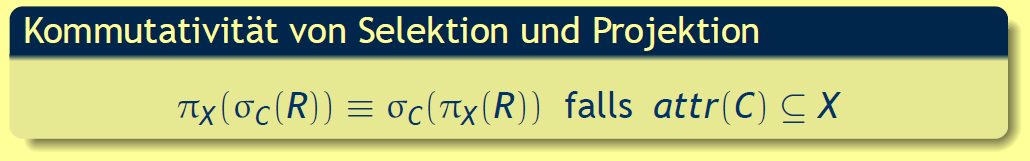 Kommutativität von Selektion und Projektion
π_X(σ_C(R)) ≡ σ_C(π_X(R)) falls attr(C) ⊆ X